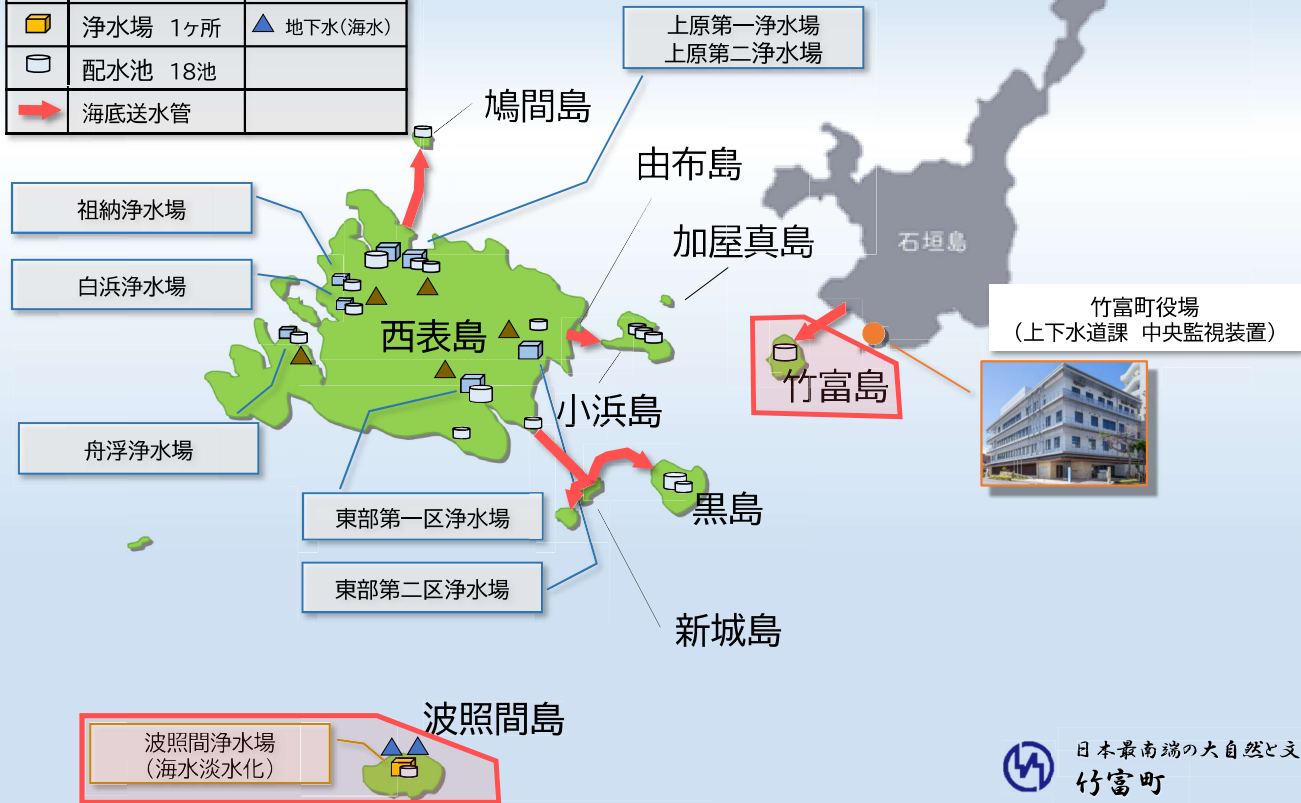 浄水場 1ヶ所
地下水(海水)
配水池 18池
海底送水管
上原第一浄水場
上原第二浄水場
鳩間島
由布島
加屋真島
石垣島
祖納浄水場
白浜浄水場
西表島
竹富町役場
（上下水道課 中央監視装置）
竹富島
小浜島
舟浮浄水場
黒島
東部第一区浄水場
東部第二区浄水場
新城島
波照間島
波照間浄水場
（海水淡水化）
日本最南端の大自然と文
竹富町